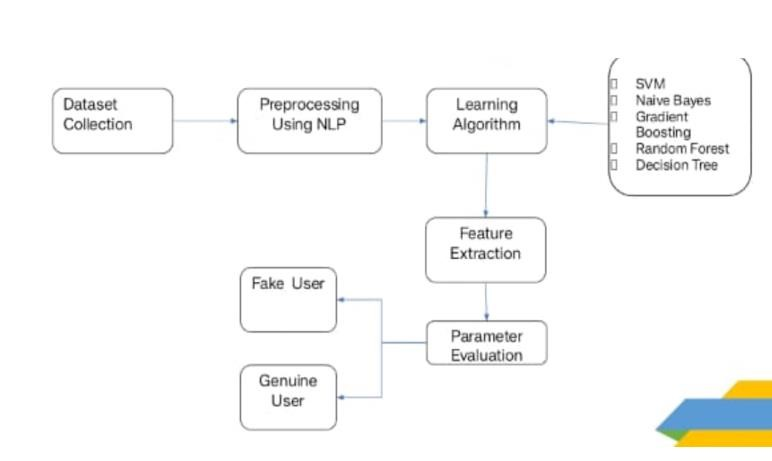 Dataset
Collection
Preprocessing
Using NLP
Learning
Algorithm
▯ SVM
▯ Naive Bayes
▯ Gradient
Boosting
▯ Random Forest
▯ Decision Tree
Feature
Extraction
Fake User
Parameter
Evaluation
Genuine
User